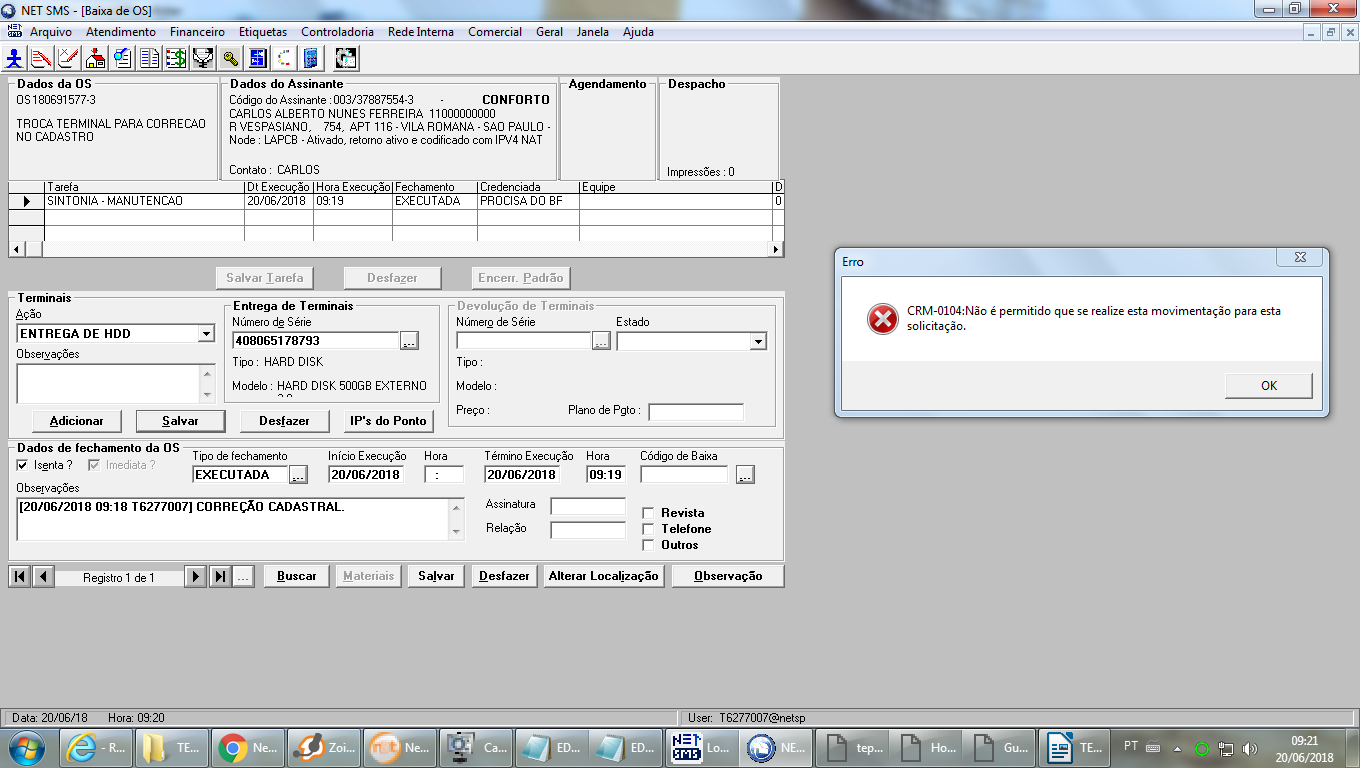 NET SMS - [Baixa de OS]
Arquivo Atendimento Financeiro Etiquetas Controladoria Rede Interna Comercial Geral Janela Ajuda
Dados da OS
OS180691577-3
TROCA TERMINAL PARA CORRECAO
NO CADASTRO
Dados do Assinante
Código do Assinante : 003/37887554-3 - CONFORTO
CARLOS ALBERTO NUNES FERREIRA 11000000000
R VESPASIANO, 754, APT 116 - VILA ROMANA - SAO PAULO -
Node : LAPCB - Ativado, retorno ativo e codificado com IPV4 NAT
Contato : CARLOS
Agendamento
Despacho
Impressões : 0
Tarefa Dt Execução Hora Execução Fechamento Credenciada Equipe D
SINTONIA - MANUTENCAO 20/06/2018 09:19 EXECUTADA PROCISA DO BF 0
Salvar Tarefa Desfazer Encerr. Padrão
Terminais
Ação
ENTREGA DE HDD
Observações
Entrega de Terminais
Número de Série
408065178793 ...
Tipo : HARD DISK
Modelo : HARD DISK 500GB EXTERNO
Devolução de Terminais
Número de Série Estado
...
Tipo :
Modelo :
Preço : Plano de Pgto :
Adicionar Salvar Desfazer IP's do Ponto
Dados de fechamento da OS
Isenta ? Imediata ?
Tipo de fechamento Início Execução Hora Término Execução Hora Código de Baixa
EXECUTADA ... 20/06/2018 : 20/06/2018 09:19 ...
Observações
[20/06/2018 09:18 T6277007] CORREÇÃO CADASTRAL.
Assinatura
Relação
Revista
Telefone
Outros
Registro 1 de 1 ... Buscar Materiais Salvar Desfazer Alterar Localização Observação
Erro
CRM-0104:Não é permitido que se realize esta movimentação para esta
solicitação.
OK
Data: 20/06/18 Hora: 09:20 User: T6277007@netsp
- R... TE... Ne... Zoi... net Ne... Ca... ED... ED... NET SMS Lo... NE... tep... Ho... Gu... TE... PT 09:21
20/06/2018